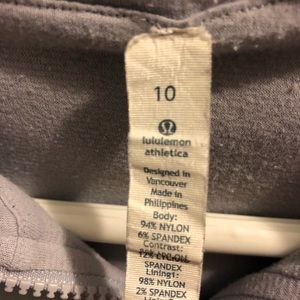 10
lululemon
athletica
Designed in
Vancouver
Made in
Philippines
Body:
94% NYLON
6% SPANDEX
Contrast:
SPANDEX
Lining1:
98% NYLON
2% SPANDEX